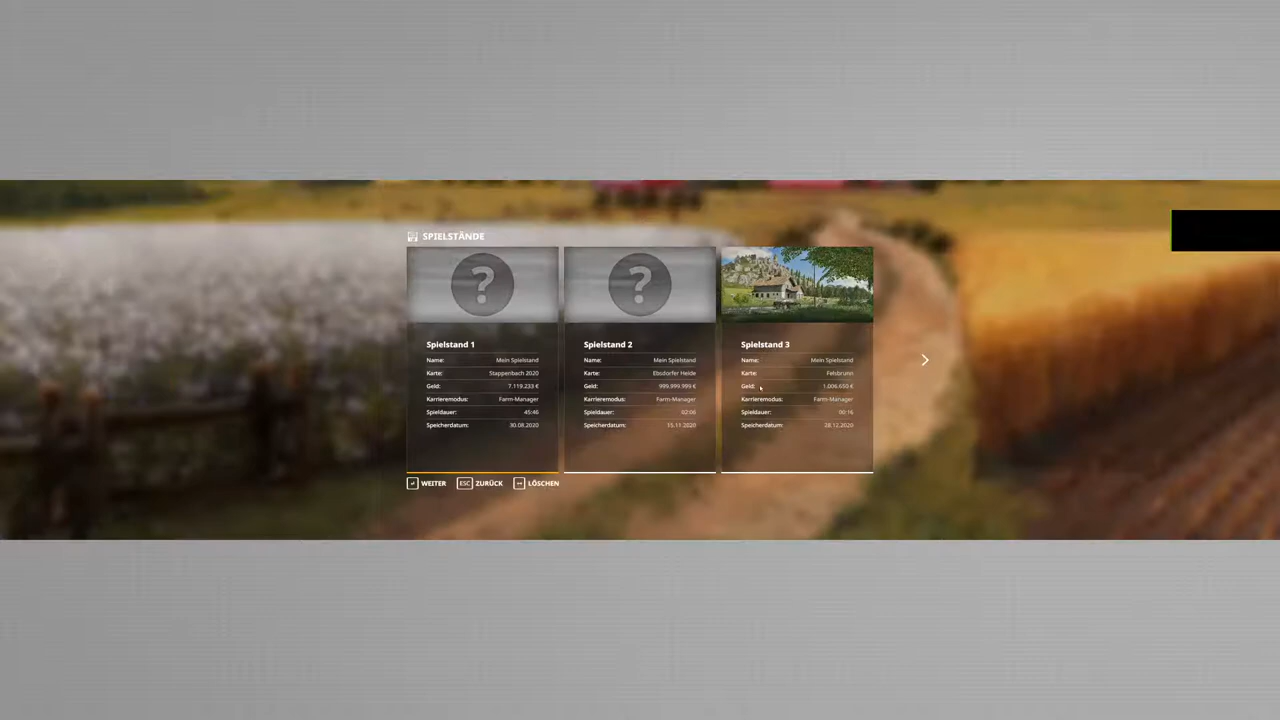 SPIELSTÄNDE
Spielstand 1
Name: Mein Spielstand
Karte: Stappenbach 2020
Geld: 7.119.233 €
Karrieremodus: Farm-Manager
Spieldauer: 45:46
Speicherdatum: 30.08.2020
Spielstand 2
Name: Mein Spielstand
Karte: Ebsdorfer Heide
Geld: 999.999.999 €
Karrieremodus: Farm-Manager
Spieldauer: 02:06
Speicherdatum: 15.11.2020
Spielstand 3
Name: Mein Spielstand
Karte: Felsbrunn
Geld: 1.006.650 €
Karrieremodus: Farm-Manager
Spieldauer: 00:16
Speicherdatum: 28.12.2020
WEITER ESC ZURÜCK LÖSCHEN